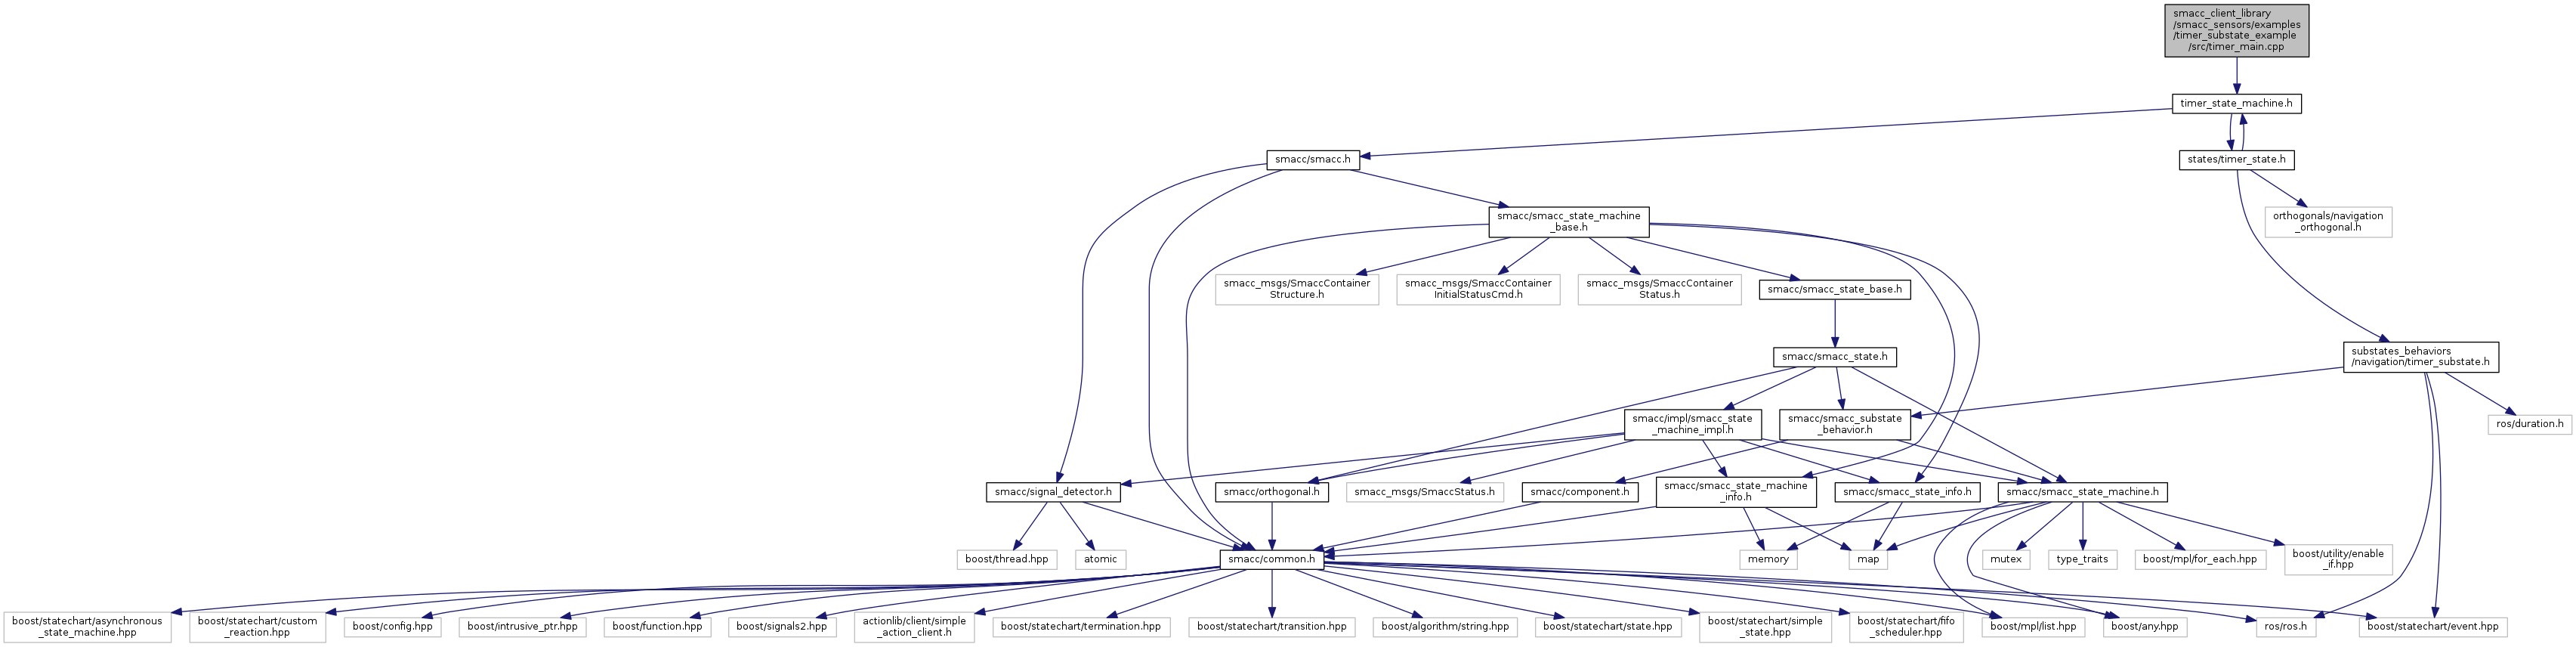 smacc_client_library
/smacc_sensors/examples
/timer_substate_example
/src/timer_main.cpp
timer_state_machine.h
smacc/smacc.h
states/timer_state.h
smacc/smacc_state_machine
_base.h
orthogonals/navigation
_orthogonal.h
smacc_msgs/SmaccContainer
Structure.h
smacc_msgs/SmaccContainer
InitialStatusCmd.h
smacc_msgs/SmaccContainer
Status.h
smacc/smacc_state_base.h
smacc/smacc_state.h
substates_behaviors
/navigation/timer_substate.h
smacc/impl/smacc_state
_machine_impl.h
smacc/smacc_substate
_behavior.h
ros/duration.h
smacc/signal_detector.h
smacc/orthogonal.h
smacc_msgs/SmaccStatus.h
smacc/component.h
smacc/smacc_state_machine
_info.h
smacc/smacc_state_info.h
smacc/smacc_state_machine.h
boost/thread.hpp
atomic
smacc/common.h
memory
map
mutex
type_traits
boost/mpl/for_each.hpp
boost/utility/enable
_if.hpp
boost/statechart/asynchronous
_state_machine.hpp
boost/statechart/custom
_reaction.hpp
boost/config.hpp
boost/intrusive_ptr.hpp
boost/function.hpp
boost/signals2.hpp
actionlib/client/simple
_action_client.h
boost/statechart/termination.hpp
boost/statechart/transition.hpp
boost/algorithm/string.hpp
boost/statechart/state.hpp
boost/statechart/simple
_state.hpp
boost/statechart/fifo
_scheduler.hpp
boost/mpl/list.hpp
boost/any.hpp
ros/ros.h
boost/statechart/event.hpp